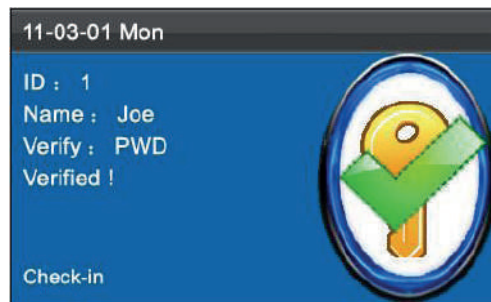 11-03-01 Mon
ID : 1
Name : Joe
Verify : PWD
Verified !
Check-in